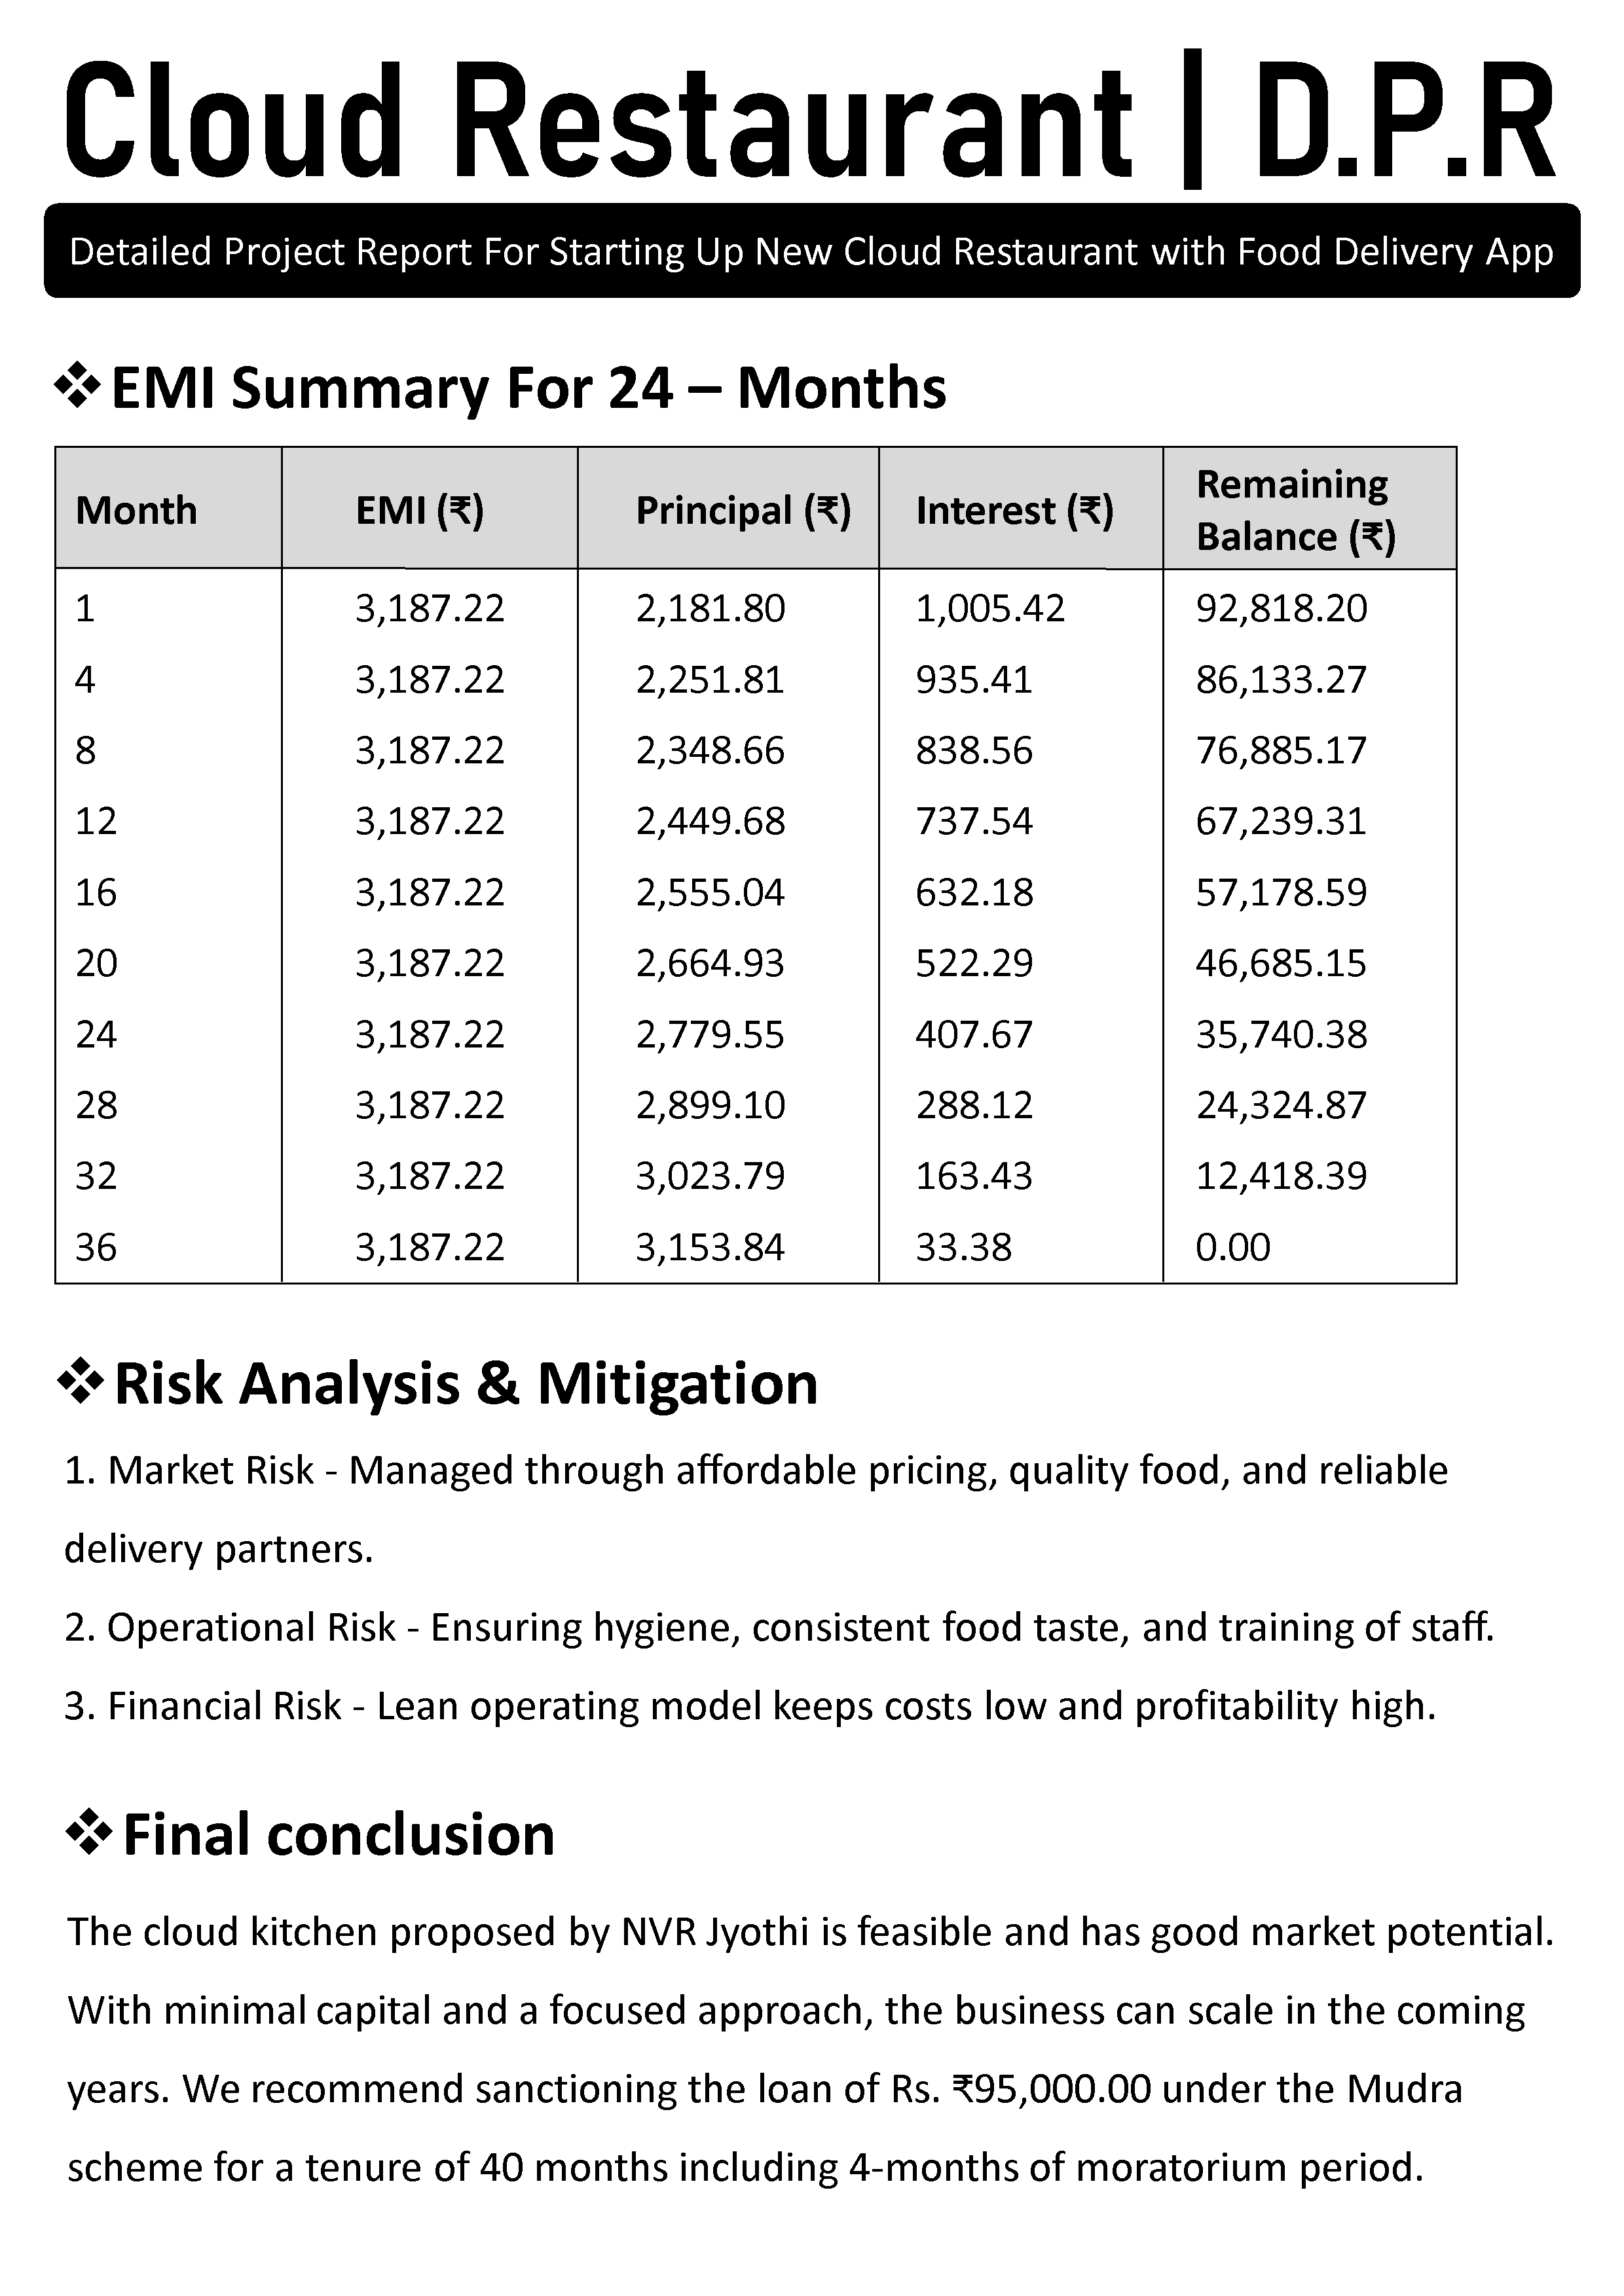 Cloud Restaurant | D.P.R
Detailed Project Report For Starting Up New Cloud Restaurant with Food Delivery App
❖ EMI Summary For 24 – Months
Month EMI (₹) Principal (₹) Interest (₹) Remaining Balance (₹)
1 3,187.22 2,181.80 1,005.42 92,818.20
4 3,187.22 2,251.81 935.41 86,133.27
8 3,187.22 2,348.66 838.56 76,885.17
12 3,187.22 2,449.68 737.54 67,239.31
16 3,187.22 2,555.04 632.18 57,178.59
20 3,187.22 2,664.93 522.29 46,685.15
24 3,187.22 2,779.55 407.67 35,740.38
28 3,187.22 2,899.10 288.12 24,324.87
32 3,187.22 3,023.79 163.43 12,418.39
36 3,187.22 3,153.84 33.38 0.00
❖ Risk Analysis & Mitigation
1. Market Risk - Managed through affordable pricing, quality food, and reliable
delivery partners.
2. Operational Risk - Ensuring hygiene, consistent food taste, and training of staff.
3. Financial Risk - Lean operating model keeps costs low and profitability high.
❖ Final conclusion
The cloud kitchen proposed by NVR Jyothi is feasible and has good market potential.
With minimal capital and a focused approach, the business can scale in the coming
years. We recommend sanctioning the loan of Rs. ₹95,000.00 under the Mudra
scheme for a tenure of 40 months including 4-months of moratorium period.